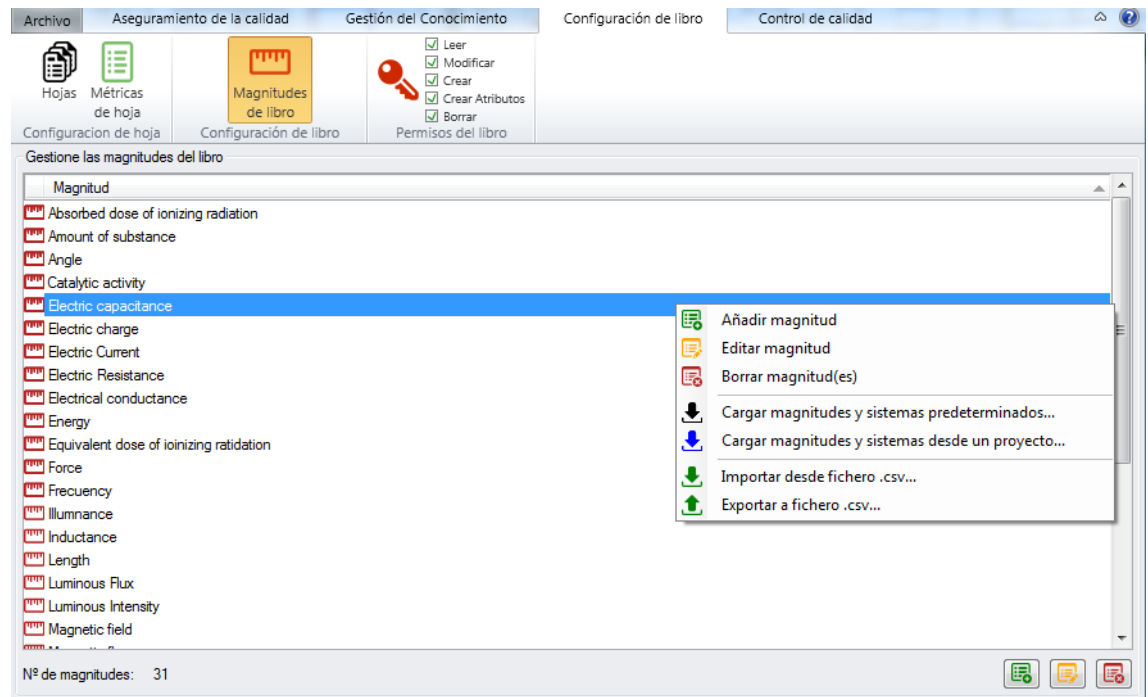 Archivo
Aseguramiento de la calidad
Gestión del Conocimiento
Configuración de libro
Control de calidad
Hojas
Métricas
de hoja
Configuracion de hoja
Magnitudes
de libro
Configuración de libro
Leer
Modificar
Crear
Crear Atributos
Borrar
Permisos del libro
Gestione las magnitudes del libro
Magnitud
Absorbed dose of ionizing radiation
Amount of substance
Angle
Catalytic activity
Electric capacitance
Electric charge
Electric Current
Electric Resistance
Electrical conductance
Energy
Equivalent dose of ioinizing ratidation
Force
Frecuency
Illumnance
Inductance
Length
Luminous Flux
Luminous Intensity
Magnetic field
Añadir magnitud
Editar magnitud
Borrar magnitud(es)
Cargar magnitudes y sistemas predeterminados...
Cargar magnitudes y sistemas desde un proyecto...
Importar desde fichero .csv...
Exportar a fichero .csv...
Nº de magnitudes: 31